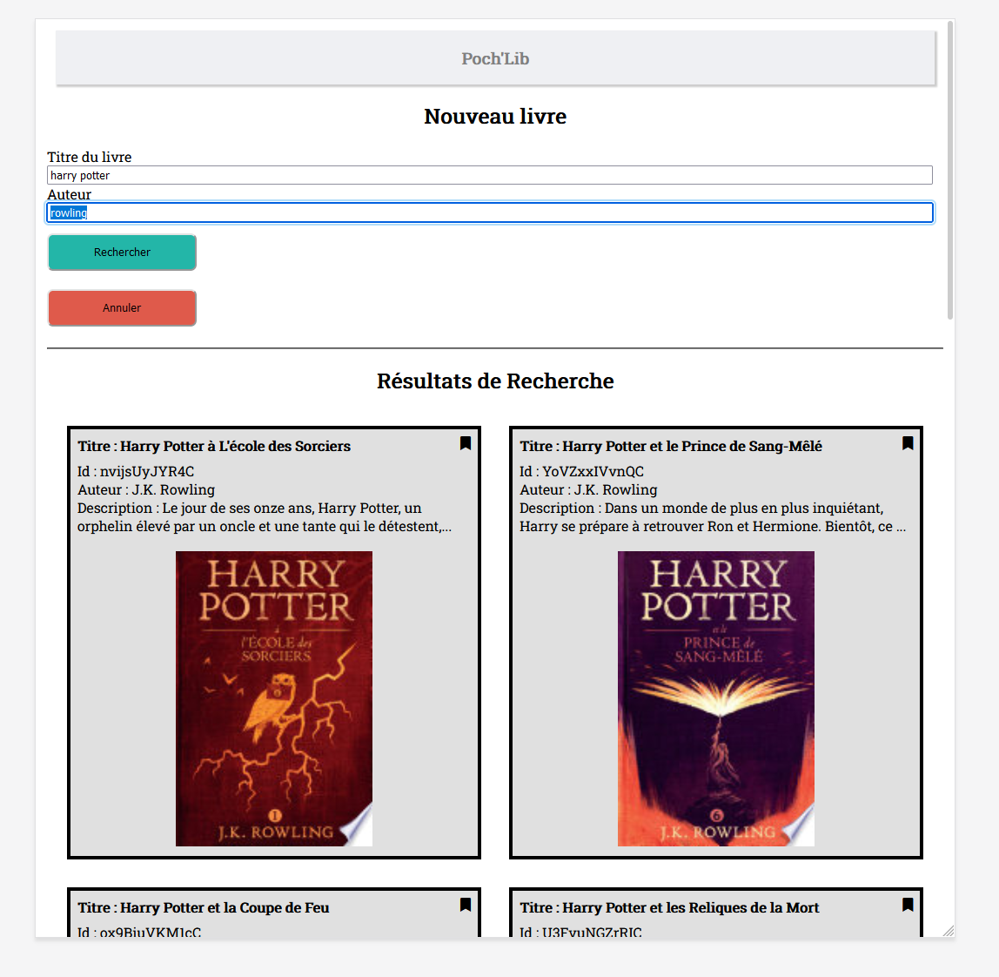 Poch'Lib
Nouveau livre
Titre du livre
harry potter
Auteur
rowling
Rechercher
Annuler
Résultats de Recherche
Titre : Harry Potter à L'école des Sorciers
Id : nvijsUyJYR4C
Auteur : J.K. Rowling
Description : Le jour de ses onze ans, Harry Potter, un
orphelin élevé par un oncle et une tante qui le détestent,...
HARRY
POTTER
à
l'ÉCOLE des
SORCIERS
1
J.K. ROWLING
Titre : Harry Potter et le Prince de Sang-Mêlé
Id : YoVZxxIVvnQC
Auteur : J.K. Rowling
Description : Dans un monde de plus en plus inquiétant,
Harry se prépare à retrouver Ron et Hermione. Bientôt, ce ...
HARRY
POTTER
et le
PRINCE de
SANG-MÊLÉ
6
J.K. ROWLING
Titre : Harry Potter et la Coupe de Feu
Id : ox9BiuVKM1cC
Titre : Harry Potter et les Reliques de la Mort
Id : U3FvuNGZrRIC